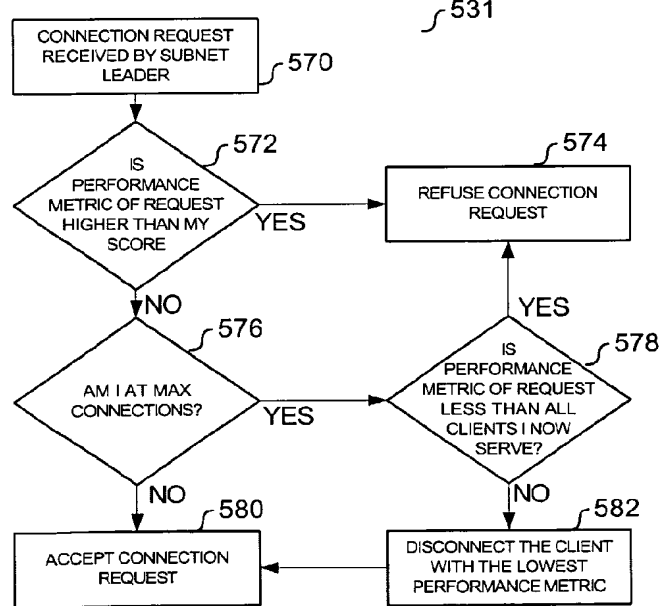 531
CONNECTION REQUEST
RECEIVED BY SUBNET
LEADER
570
572
IS
PERFORMANCE
METRIC OF REQUEST
HIGHER THAN MY
SCORE
YES
574
REFUSE CONNECTION
REQUEST
NO
576
AM I AT MAX
CONNECTIONS?
YES
YES
578
IS
PERFORMANCE
METRIC OF REQUEST
LESS THAN ALL
CLIENTS I NOW
SERVE?
NO
NO
580
ACCEPT CONNECTION
REQUEST
582
DISCONNECT THE CLIENT
WITH THE LOWEST
PERFORMANCE METRIC